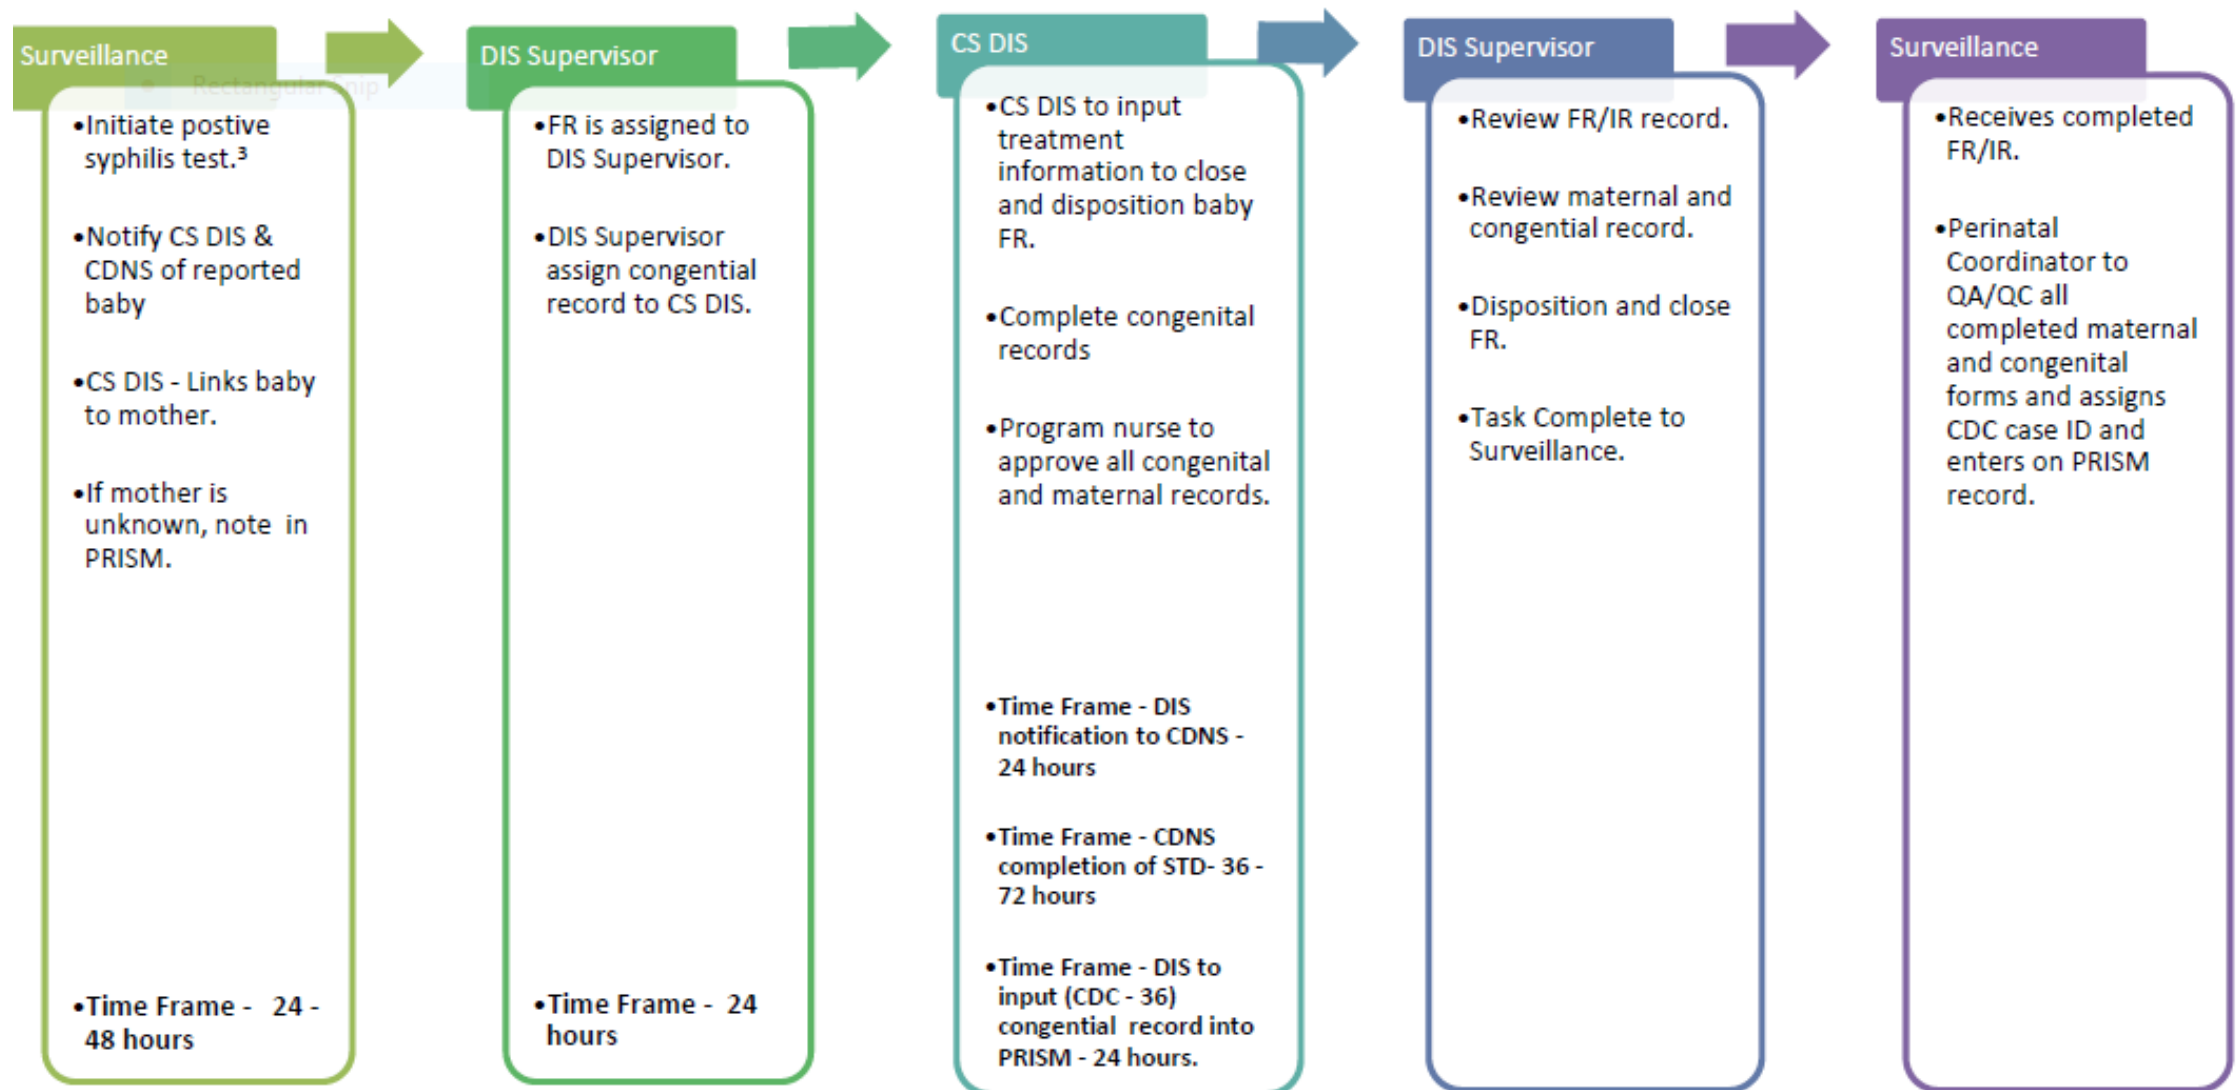 Surveillance
Rectangular Snip
•Initiate postive
syphilis test.³
•Notify CS DIS &
CDNS of reported
baby
•CS DIS - Links baby
to mother.
•If mother is
unknown, note in
PRISM.
•Time Frame - 24 -
48 hours
DIS Supervisor
•FR is assigned to
DIS Supervisor.
•DIS Supervisor
assign congential
record to CS DIS.
•Time Frame - 24
hours
CS DIS
•CS DIS to input
treatment
information to close
and disposition baby
FR.
•Complete congenital
records
•Program nurse to
approve all congenital
and maternal records.
•Time Frame - DIS
notification to CDNS -
24 hours
•Time Frame - CDNS
completion of STD- 36 -
72 hours
•Time Frame - DIS to
input (CDC - 36)
congential record into
PRISM - 24 hours.
DIS Supervisor
•Review FR/IR record.
•Review maternal and
congential record.
•Disposition and close
FR.
•Task Complete to
Surveillance.
Surveillance
•Receives completed
FR/IR.
•Perinatal
Coordinator to
QA/QC all
completed maternal
and congenital
forms and assigns
CDC case ID and
enters on PRISM
record.